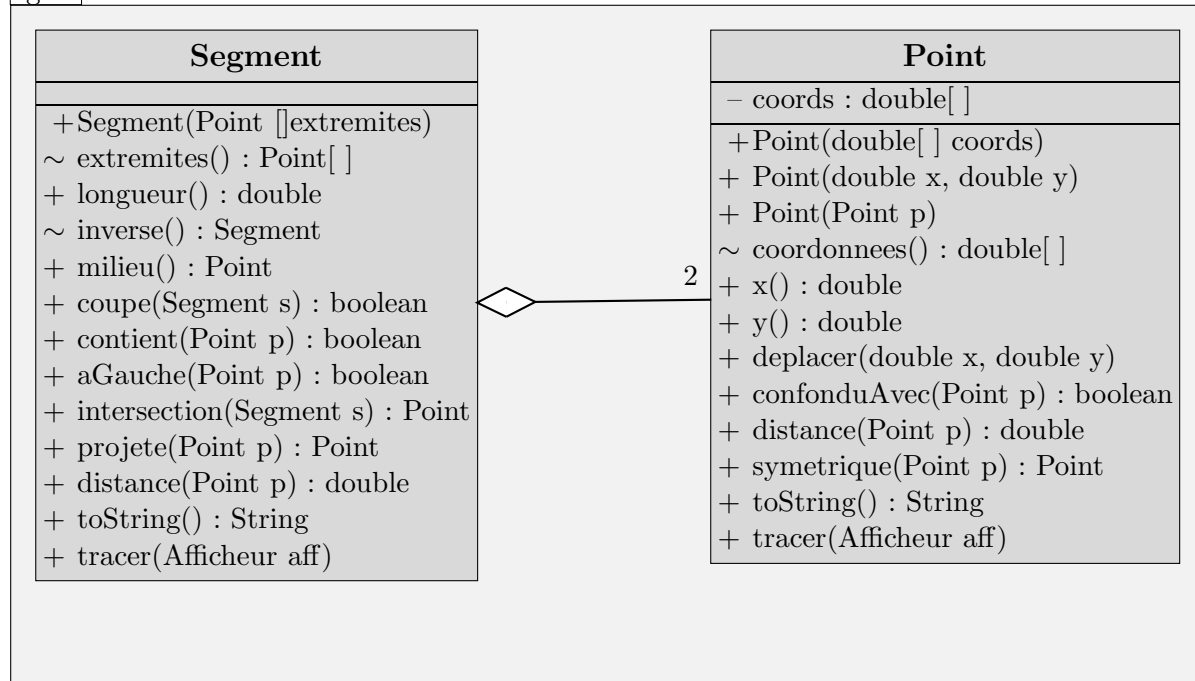 Segment
+Segment(Point []extremites)
~ extremites() : Point[ ]
+ longueur() : double
~ inverse() : Segment
+ milieu() : Point
+ coupe(Segment s) : boolean
+ contient(Point p) : boolean
+ aGauche(Point p) : boolean
+ intersection(Segment s) : Point
+ projete(Point p) : Point
+ distance(Point p) : double
+ toString() : String
+ tracer(Afficheur aff)
2
Point
– coords : double[ ]
+Point(double[ ] coords)
+ Point(double x, double y)
+ Point(Point p)
~ coordonnees() : double[ ]
+ x() : double
+ y() : double
+ deplacer(double x, double y)
+ confonduAvec(Point p) : boolean
+ distance(Point p) : double
+ symetrique(Point p) : Point
+ toString() : String
+ tracer(Afficheur aff)